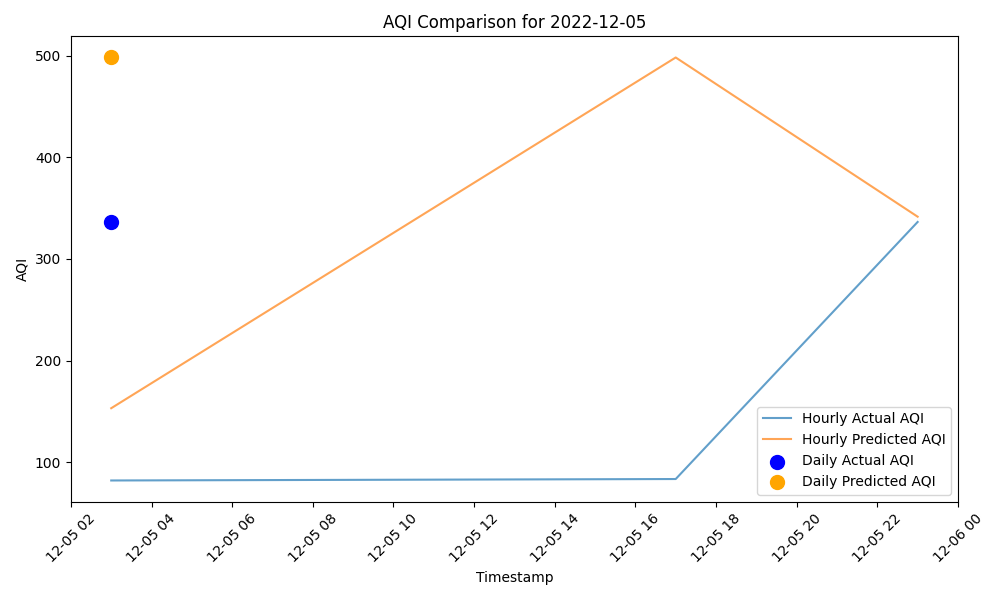 AQI Comparison for 2022-12-05
AQI
500
400
300
200
100
12-05 02
12-05 04
12-05 06
12-05 08
12-05 10
12-05 12
12-05 14
12-05 16
12-05 18
12-05 20
12-05 22
12-06 00
Timestamp
Hourly Actual AQI
Hourly Predicted AQI
Daily Actual AQI
Daily Predicted AQI